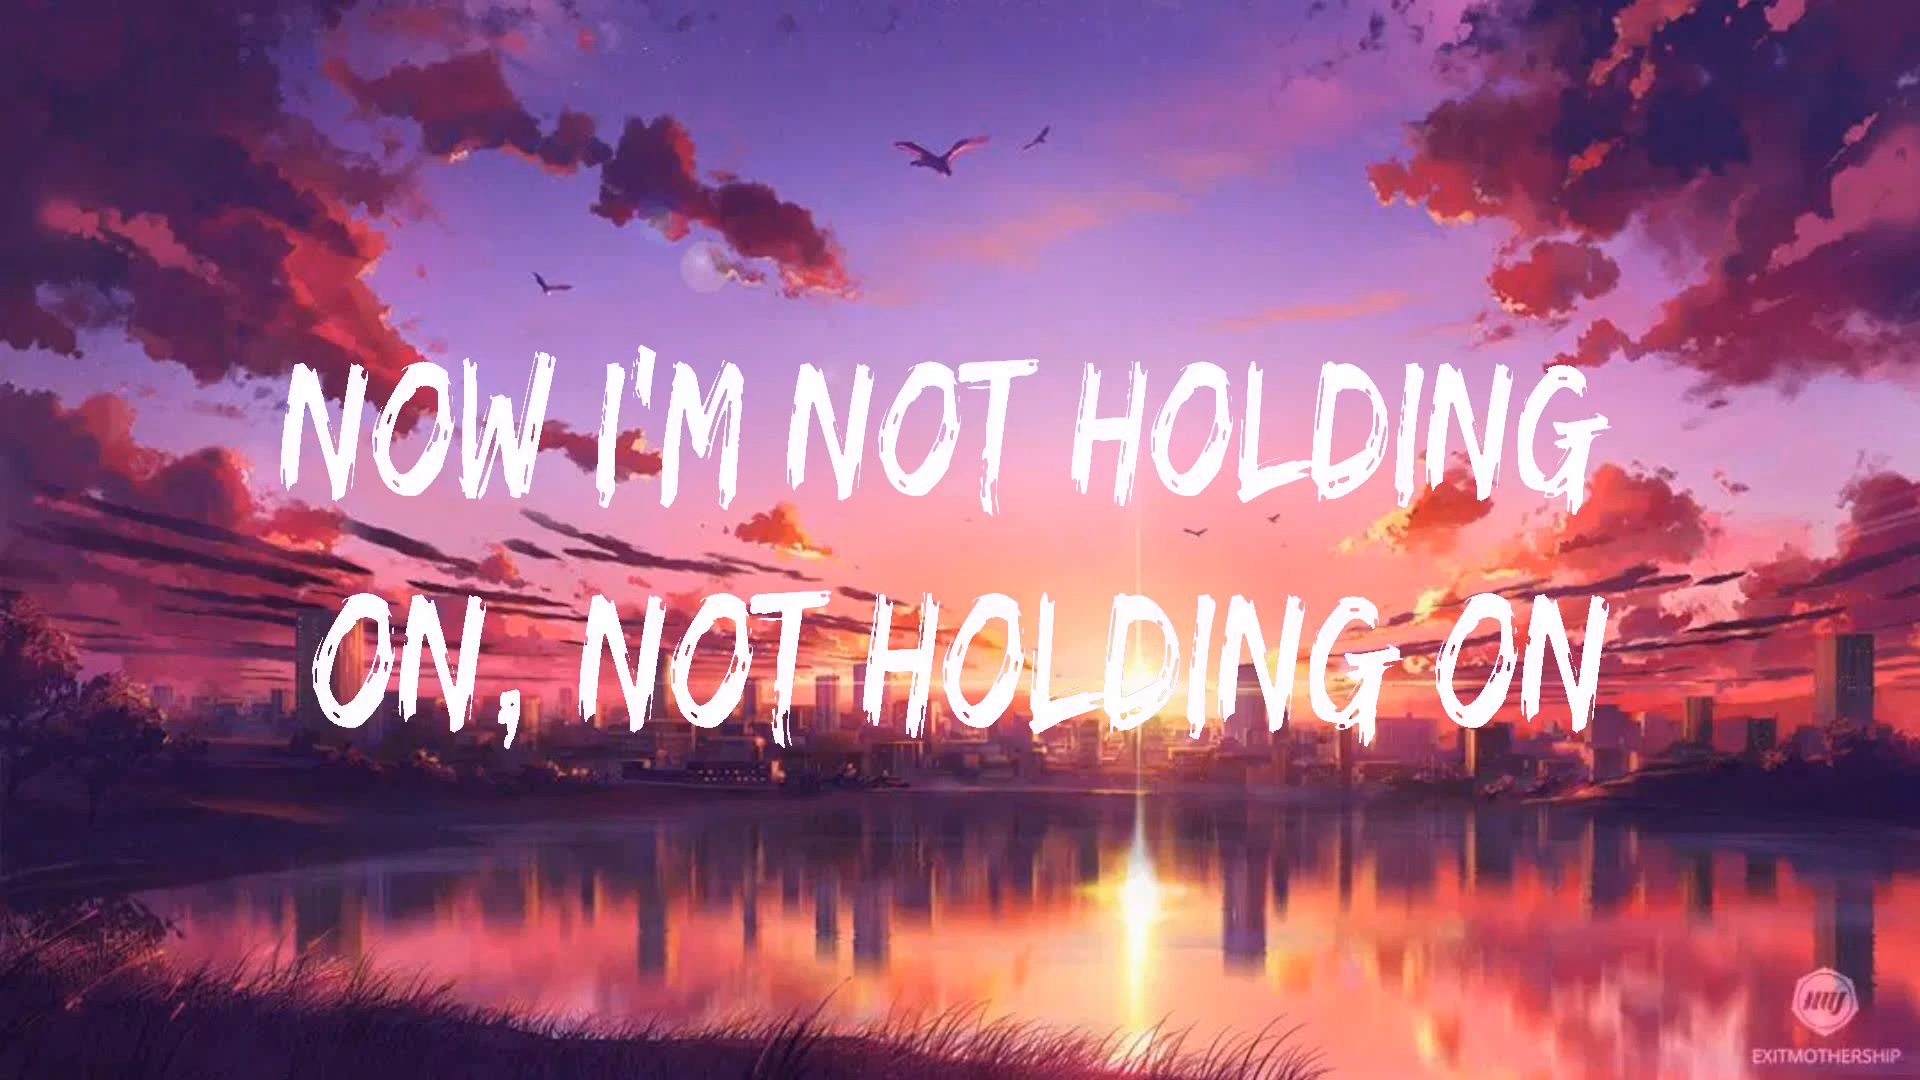 NOW I'M NOT HOLDING
ON, NOT HOLDING ON
EXITMOTHERSHIP